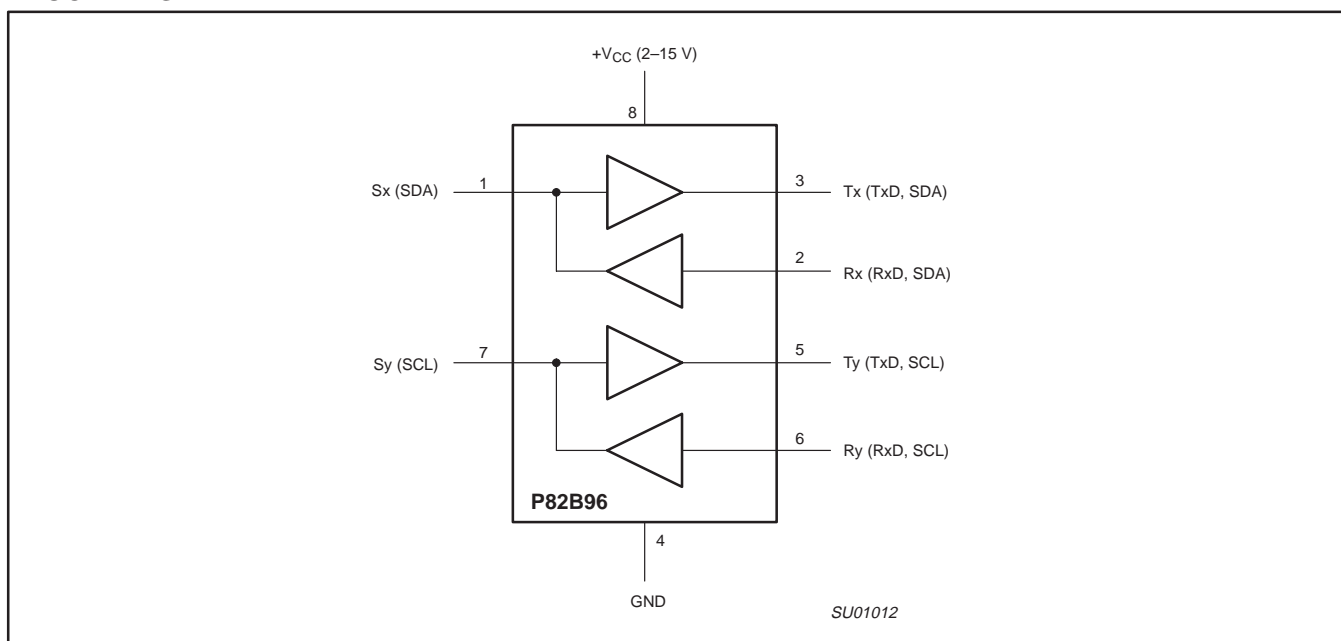 +VCC (2–15 V)
8
Sx (SDA)
1
3
Tx (TxD, SDA)
2
Rx (RxD, SDA)
Sy (SCL)
7
5
Ty (TxD, SCL)
6
Ry (RxD, SCL)
P82B96
4
GND
SU01012